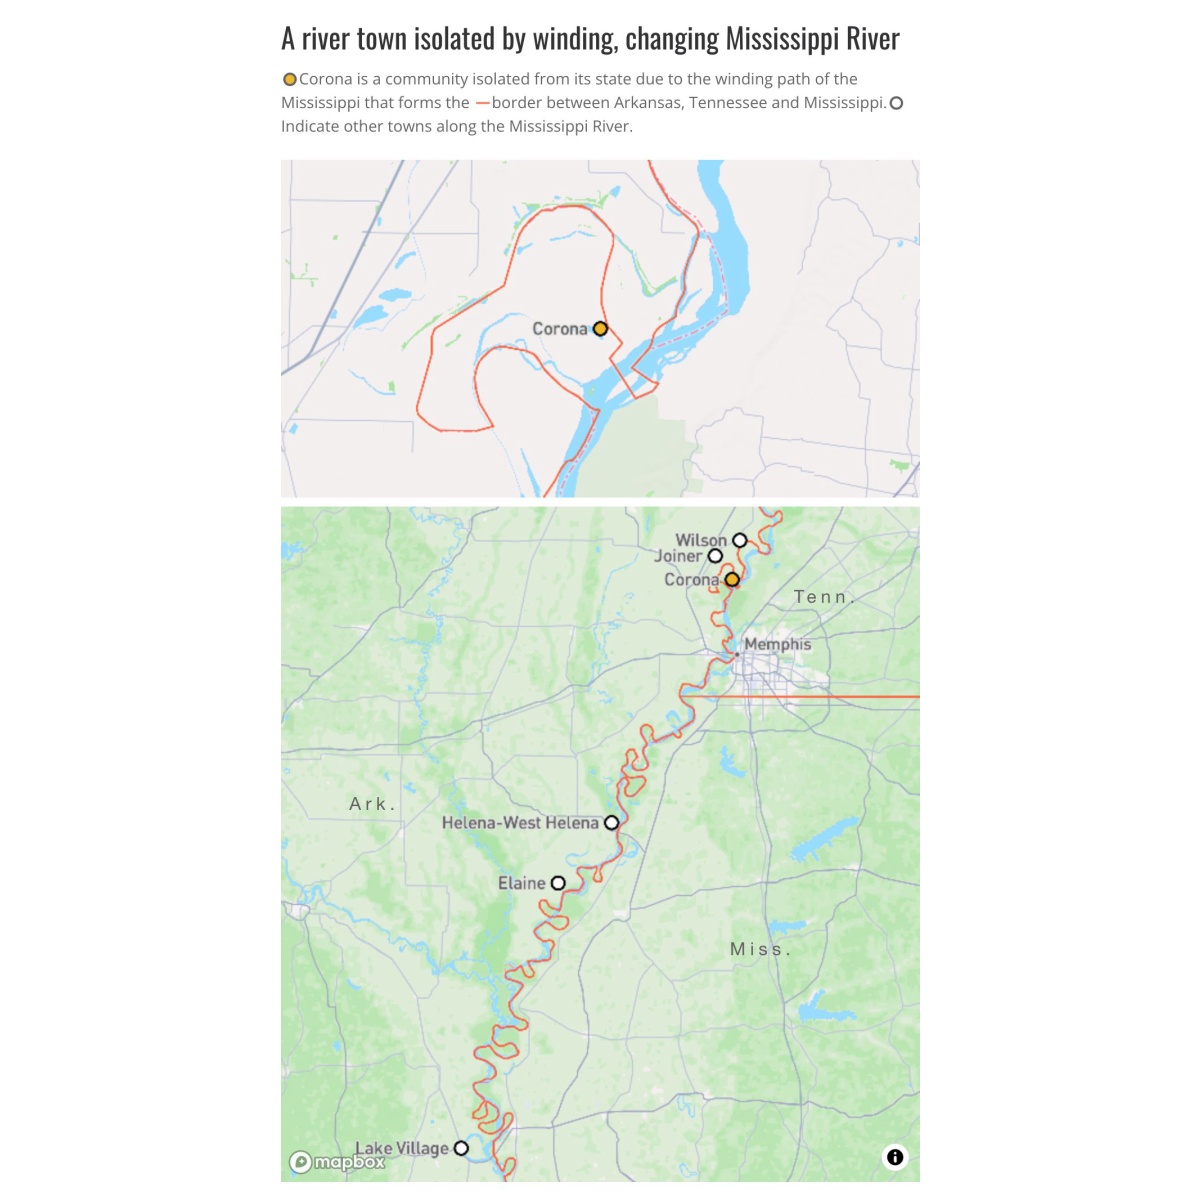 A river town isolated by winding, changing Mississippi River
Corona is a community isolated from its state due to the winding path of the
Mississippi that forms the border between Arkansas, Tennessee and Mississippi.
Indicate other towns along the Mississippi River.
Corona
Wilson
Joiner
Corona
Tenn.
Memphis
Ark.
Helena-West Helena
Elaine
Miss.
Lake Village
mapbox